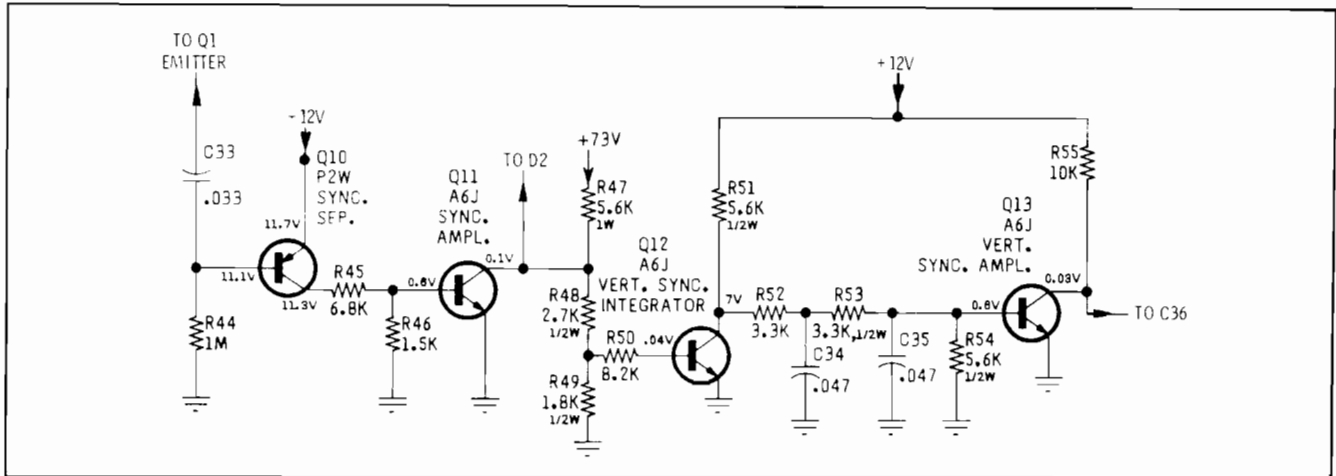 TO Q1
EMITTER
+12V
C33
.033
Q10
P2W
SYNC.
SEP.
11.7V
11.1V
11.3V
R44
1M
R45
6.8K
R46
1.5K
0.6V
Q11
A6J
SYNC.
AMPL.
0.1V
TO D2
+73V
R47
5.6K
1W
R48
2.7K
1/2W
R49
1.8K
1/2W
R50
8.2K
.04V
Q12
A6J
VERT. SYNC.
INTEGRATOR
7V
R51
5.6K
1/2W
+12V
R52
3.3K
R53
3.3K,1/2W
C34
.047
C35
.047
R54
5.6K
1/2W
0.6V
Q13
A6J
VERT.
SYNC. AMPL.
0.03V
R55
10K
TO C36